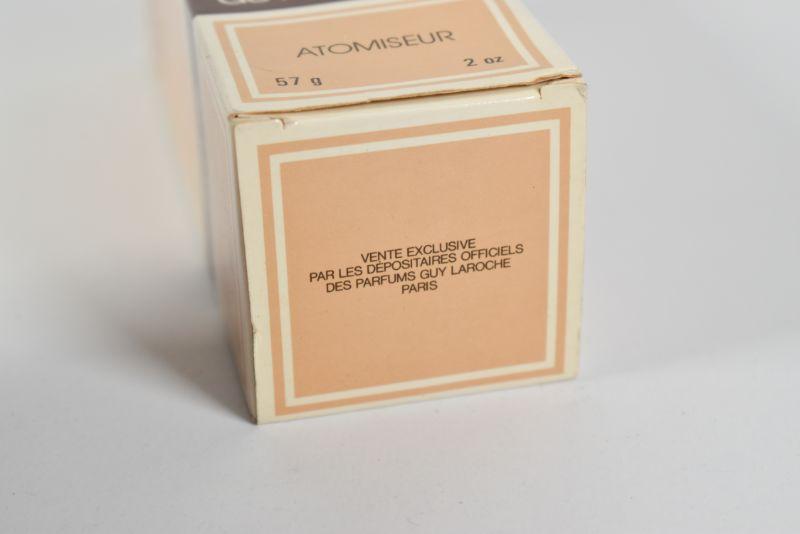 ATOMISEUR
57 g 2 oz
VENTE EXCLUSIVE
PAR LES DÉPOSITAIRES OFFICIELS
DES PARFUMS GUY LAROCHE
PARIS